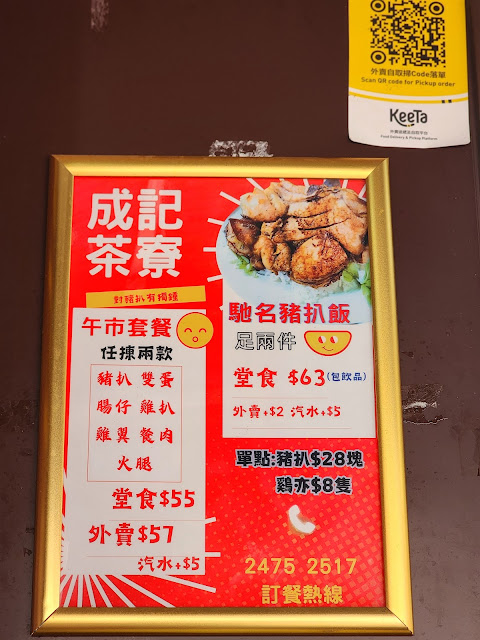 外賣自取掃Code落單
Scan QR code for Pickup order
KeeTa
Food Delivery & Pickup Platform
成記
茶寮
對豬扒有獨鍾
午市套餐
任揀兩款
豬扒 雙蛋
腸仔 雞扒
雞翼 餐肉
火腿
堂食$55
外賣$57
汽水+$5
馳名豬扒飯
足兩件
堂食 $63(包飲品)
外賣+$2 汽水+$5
單點:豬扒$28塊
鷄亦$8隻
2475 2517
訂餐熱線